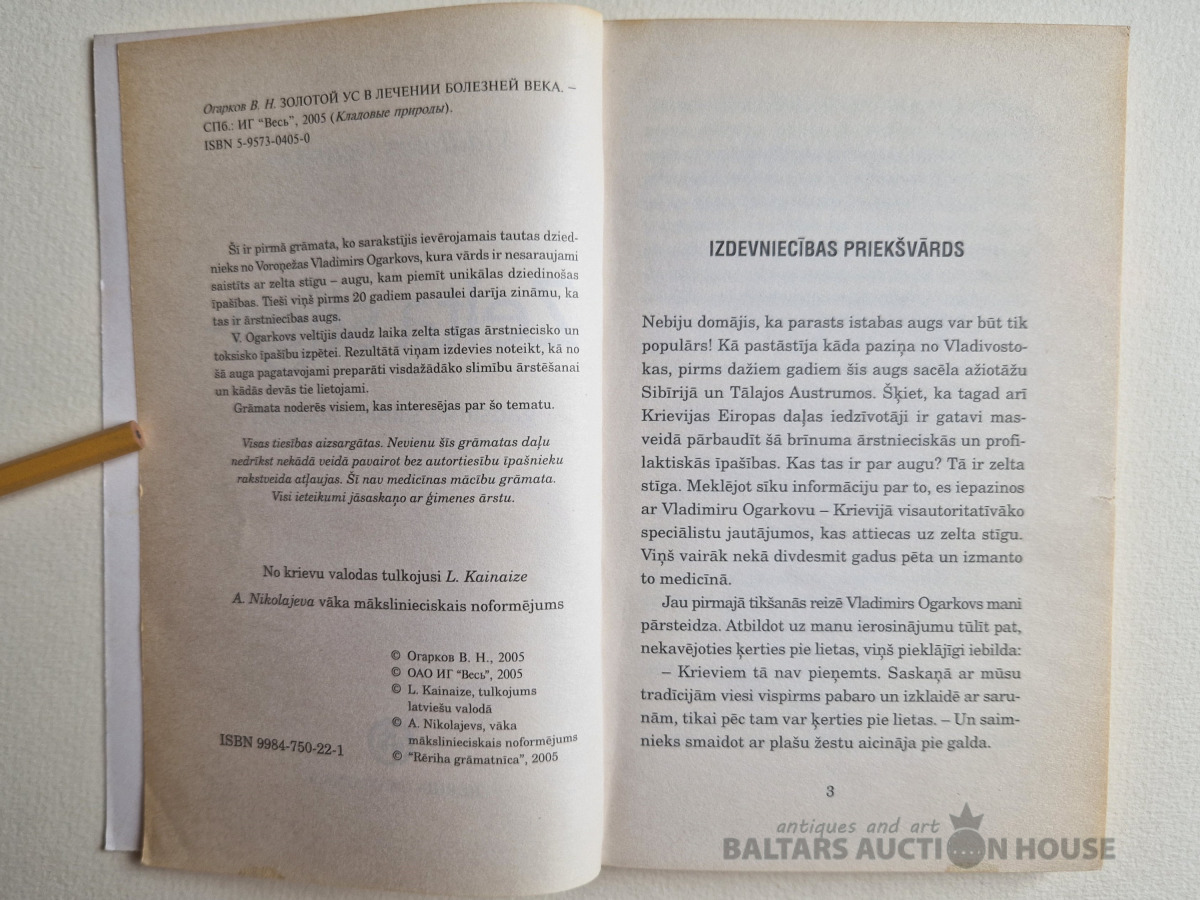 Огарков В. Н. ЗОЛОТОЙ УС В ЛЕЧЕНИИ БОЛЕЗНЕЙ ВЕКА. –
СПб.: ИГ "Весь", 2005 (Кладовые природы).
ISBN 5-9573-0405-0
Šī ir pirmā grāmata, ko sarakstījis ievērojamais tautas dzied-
nieks no Voroņežas Vladimirs Ogarkovs, kura vārds ir nesaraujami
saistīts ar zelta stīgu – augu, kam piemīt unikālas dziedinošas
īpašības. Tieši viņš pirms 20 gadiem pasaulei darīja zināmu, ka
tas ir ārstniecības augs.
V. Ogarkovs veltījis daudz laika zelta stīgas ārstniecisko un
toksisko īpašību izpētei. Rezultātā viņam izdevies noteikt, kā no
šā auga pagatavojami preparāti visdažādāko slimību ārstēšanai
un kādās devās tie lietojami.
Grāmata noderēs visiem, kas interesējas par šo tematu.
Visas tiesības aizsargātas. Nevienu šīs grāmatas daļu
nedrīkst nekādā veidā pavairot bez autortiesību īpašnieku
rakstveida atļaujas. Šī nav medicīnas mācību grāmata.
Visi ieteikumi jāsaskaņo ar ģimenes ārstu.
No krievu valodas tulkojusi L. Kainaize
A. Nikolajeva vāka mākslinieciskais noformējums
© Огарков В. Н., 2005
© ОАО ИГ "Весь", 2005
© L. Kainaize, tulkojums
latviešu valodā
© A. Nikolajevs, vāka
mākslinieciskais noformējums
© "Rēriha grāmatnīca", 2005
ISBN 9984-750-22-1
IZDEVNIECĪBAS PRIEKŠVĀRDS
Nebiju domājis, ka parasts istabas augs var būt tik
populārs! Kā pastāstīja kāda paziņa no Vladivosto-
kas, pirms dažiem gadiem šis augs sacēla ažiotāžu
Sibīrijā un Tālajos Austrumos. Šķiet, ka tagad arī
Krievijas Eiropas daļas iedzīvotāji ir gatavi mas-
veidā pārbaudīt šā brīnuma ārstnieciskās un profi-
laktiskās īpašības. Kas tas ir par augu? Tā ir zelta
stīga. Meklējot sīku informāciju par to, es iepazinos
ar Vladimiru Ogarkovu – Krievijā visautoritatīvāko
speciālistu jautājumos, kas attiecas uz zelta stīgu.
Viņš vairāk nekā divdesmit gadus pēta un izmanto
to medicīnā.
Jau pirmajā tikšanās reizē Vladimirs Ogarkovs mani
pārsteidza. Atbildot uz manu ierosinājumu tūlīt pat,
nekavējoties ķerties pie lietas, viņš pieklājīgi iebilda:
– Krieviem tā nav pieņemts. Saskaņā ar mūsu
tradīcijām viesi vispirms pabaro un izklaidē ar saru-
nām, tikai pēc tam var ķerties pie lietas. – Un saim-
nieks smaidot ar plašu žestu aicināja pie galda.
3
antiques and art
BALTARS AUCTION HOUSE